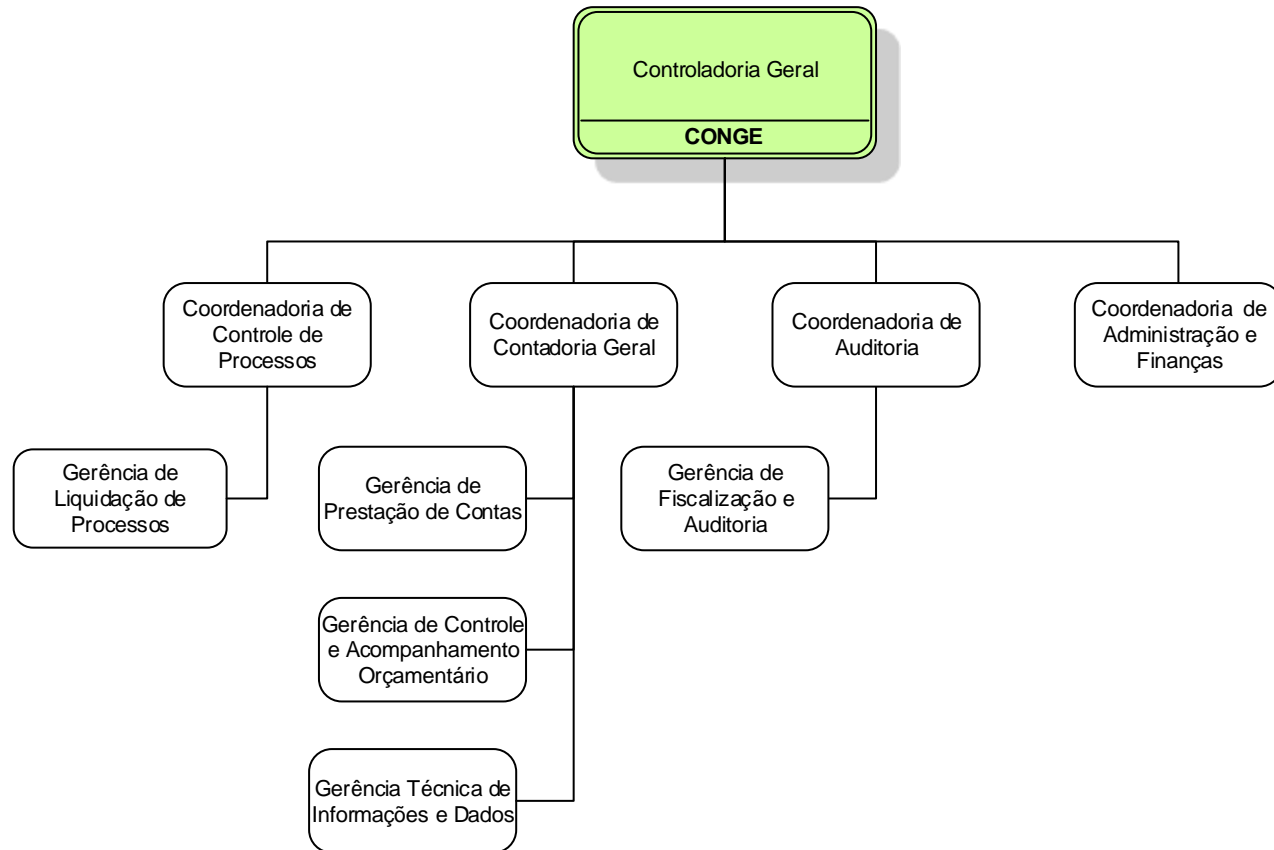 Controladoria Geral
CONGE
Coordenadoria de
Controle de
Processos
Coordenadoria de
Contadoria Geral
Coordenadoria de
Auditoria
Coordenadoria de
Administração e
Finanças
Gerência de
Liquidação de
Processos
Gerência de
Prestação de Contas
Gerência de
Fiscalização e
Auditoria
Gerência de Controle
e Acompanhamento
Orçamentário
Gerência Técnica de
Informações e Dados